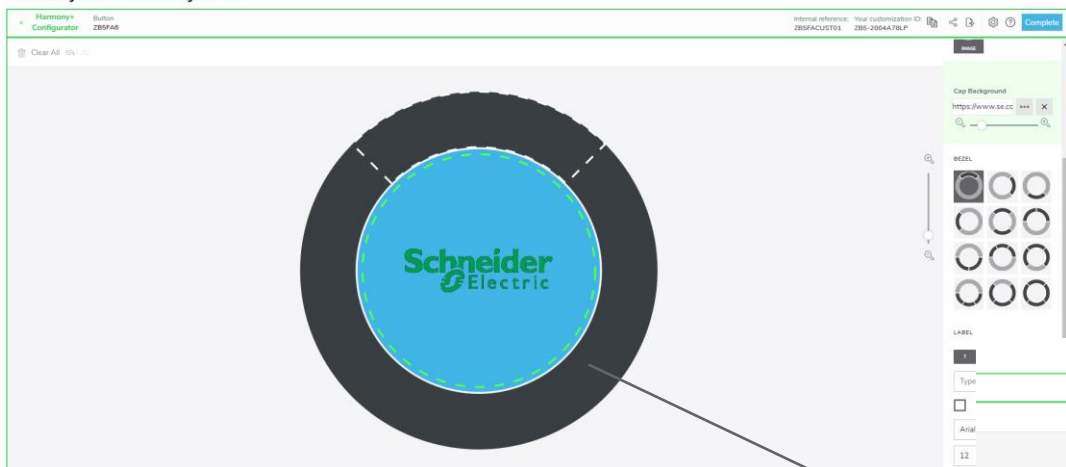 Harmony+
Configurator
Button
ZB5FA6
Internal reference:
ZB5FACUST01
Your customization ID:
ZB5-2004A78LP
Complete
Clear All
IMAGE
Cap Background
https://www.se.cc
BEZEL
Schneider
Electric
LABEL
T
Type
Arial
12